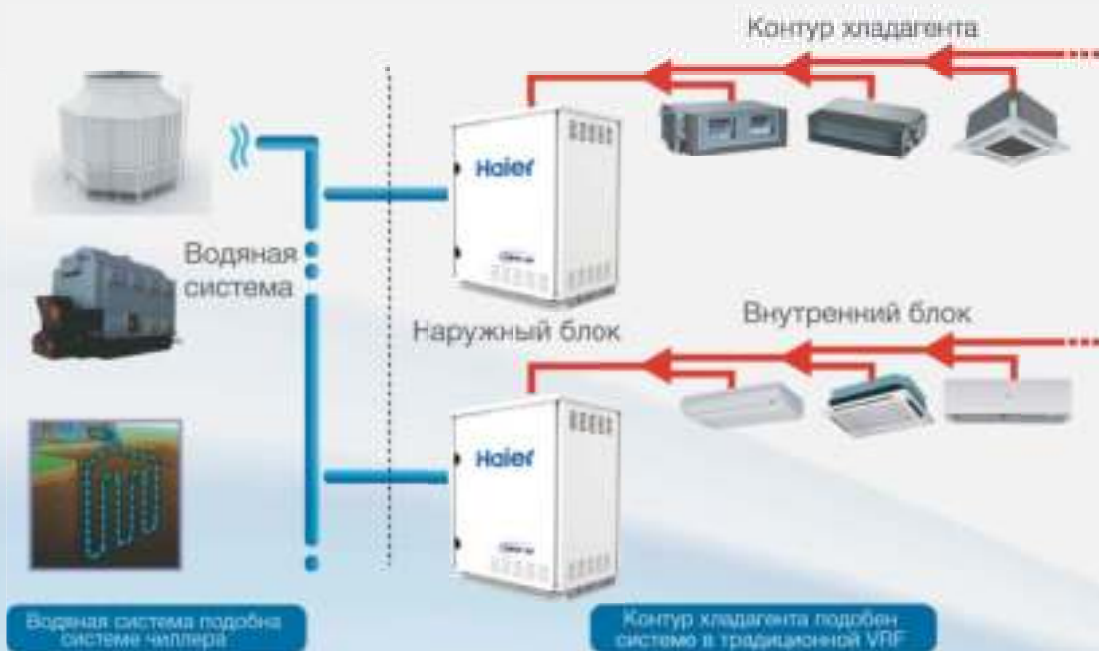 Контур хладагента
Haier
Водяная
система
Наружный блок
Внутренний блок
Haier
Водяная система подобна
системе чиллера
Контур хладагента подобен
системе в традиционной VRF